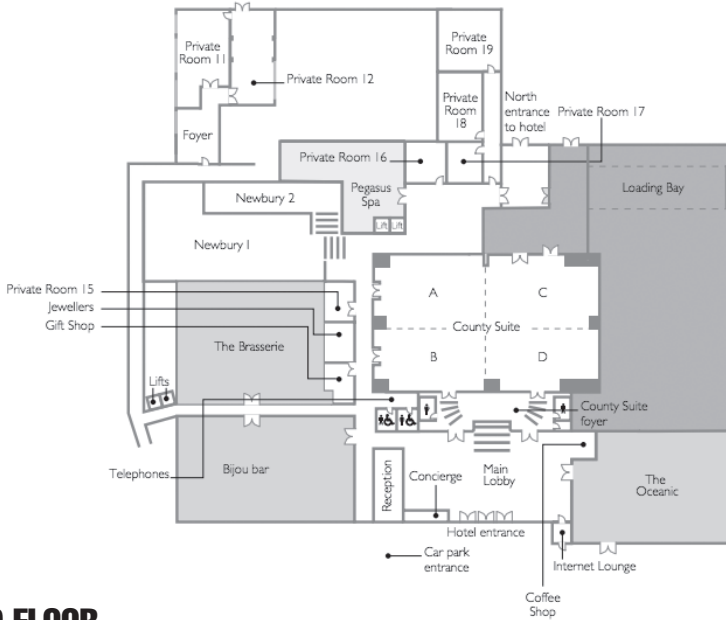 Private
Room 11
Private Room 12
Private
Room 19
Private
Room
18
North
entrance
to hotel
Private Room 17
Foyer
Private Room 16
Pegasus
Spa
Loading Bay
Newbury 2
Lift
Lift
Newbury 1
Private Room 15
Jewellers
Gift Shop
A
C
County Suite
The Brasserie
B
D
Lifts
County Suite
foyer
Telephones
Bijou bar
Reception
Concierge
Main
Lobby
The
Oceanic
Hotel entrance
Car park
entrance
Internet Lounge
Coffee
Shop
FLOOR